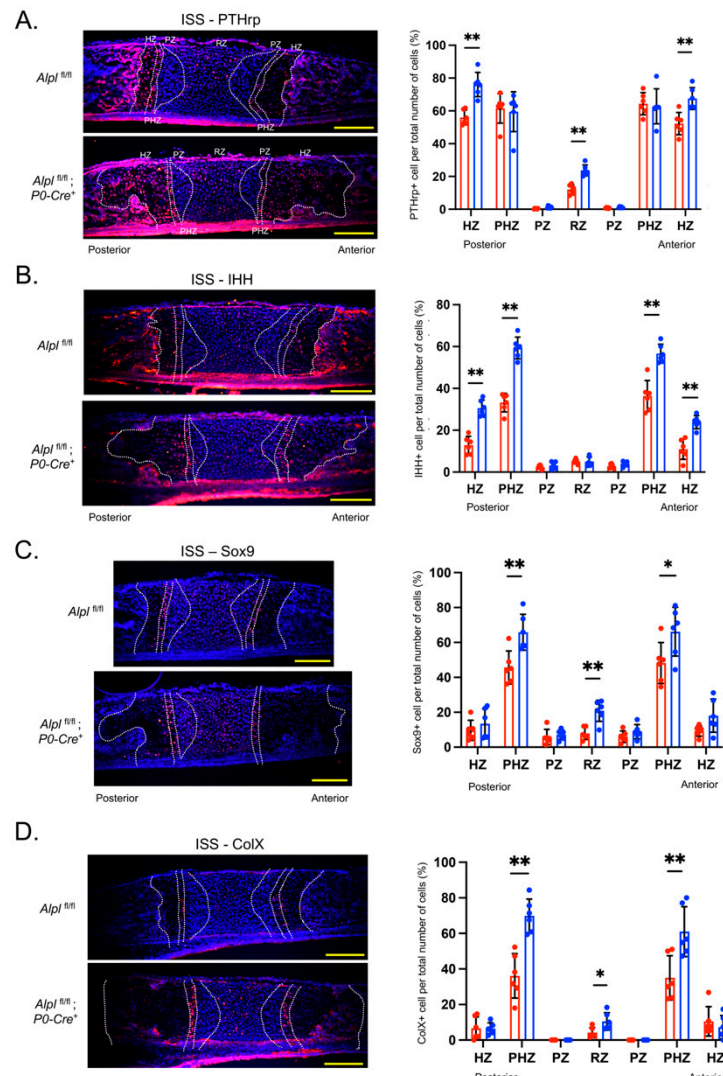 A.
ISS - PTHrp
HZ PZ RZ PZ HZ
PHZ PHZ
Alpl fl/fl
HZ PZ RZ PZ HZ
PHZ PHZ
Alpl fl/fl ;
P0-Cre+
Posterior Anterior
PTHrp+ cell per total number of cells (%)
100
80
60
40
20
0
** ** **
HZ PHZ PZ RZ PZ PHZ HZ
Posterior Anterior
B.
ISS - IHH
Alpl fl/fl
Alpl fl/fl ;
P0-Cre+
Posterior Anterior
IHH+ cell per total number of cells (%)
80
60
40
20
0
** ** ** **
HZ PHZ PZ RZ PZ PHZ HZ
Posterior Anterior
C.
ISS – Sox9
Alpl fl/fl
Alpl fl/fl ;
P0-Cre+
Posterior Anterior
Sox9+ cell per total number of cells (%)
100
80
60
40
20
0
** ** *
HZ PHZ PZ RZ PZ PHZ HZ
Posterior Anterior
D.
ISS - ColX
Alpl fl/fl
Alpl fl/fl ;
P0-Cre+
ColX+ cell per total number of cells (%)
100
80
60
40
20
0
** * **
HZ PHZ PZ RZ PZ PHZ HZ